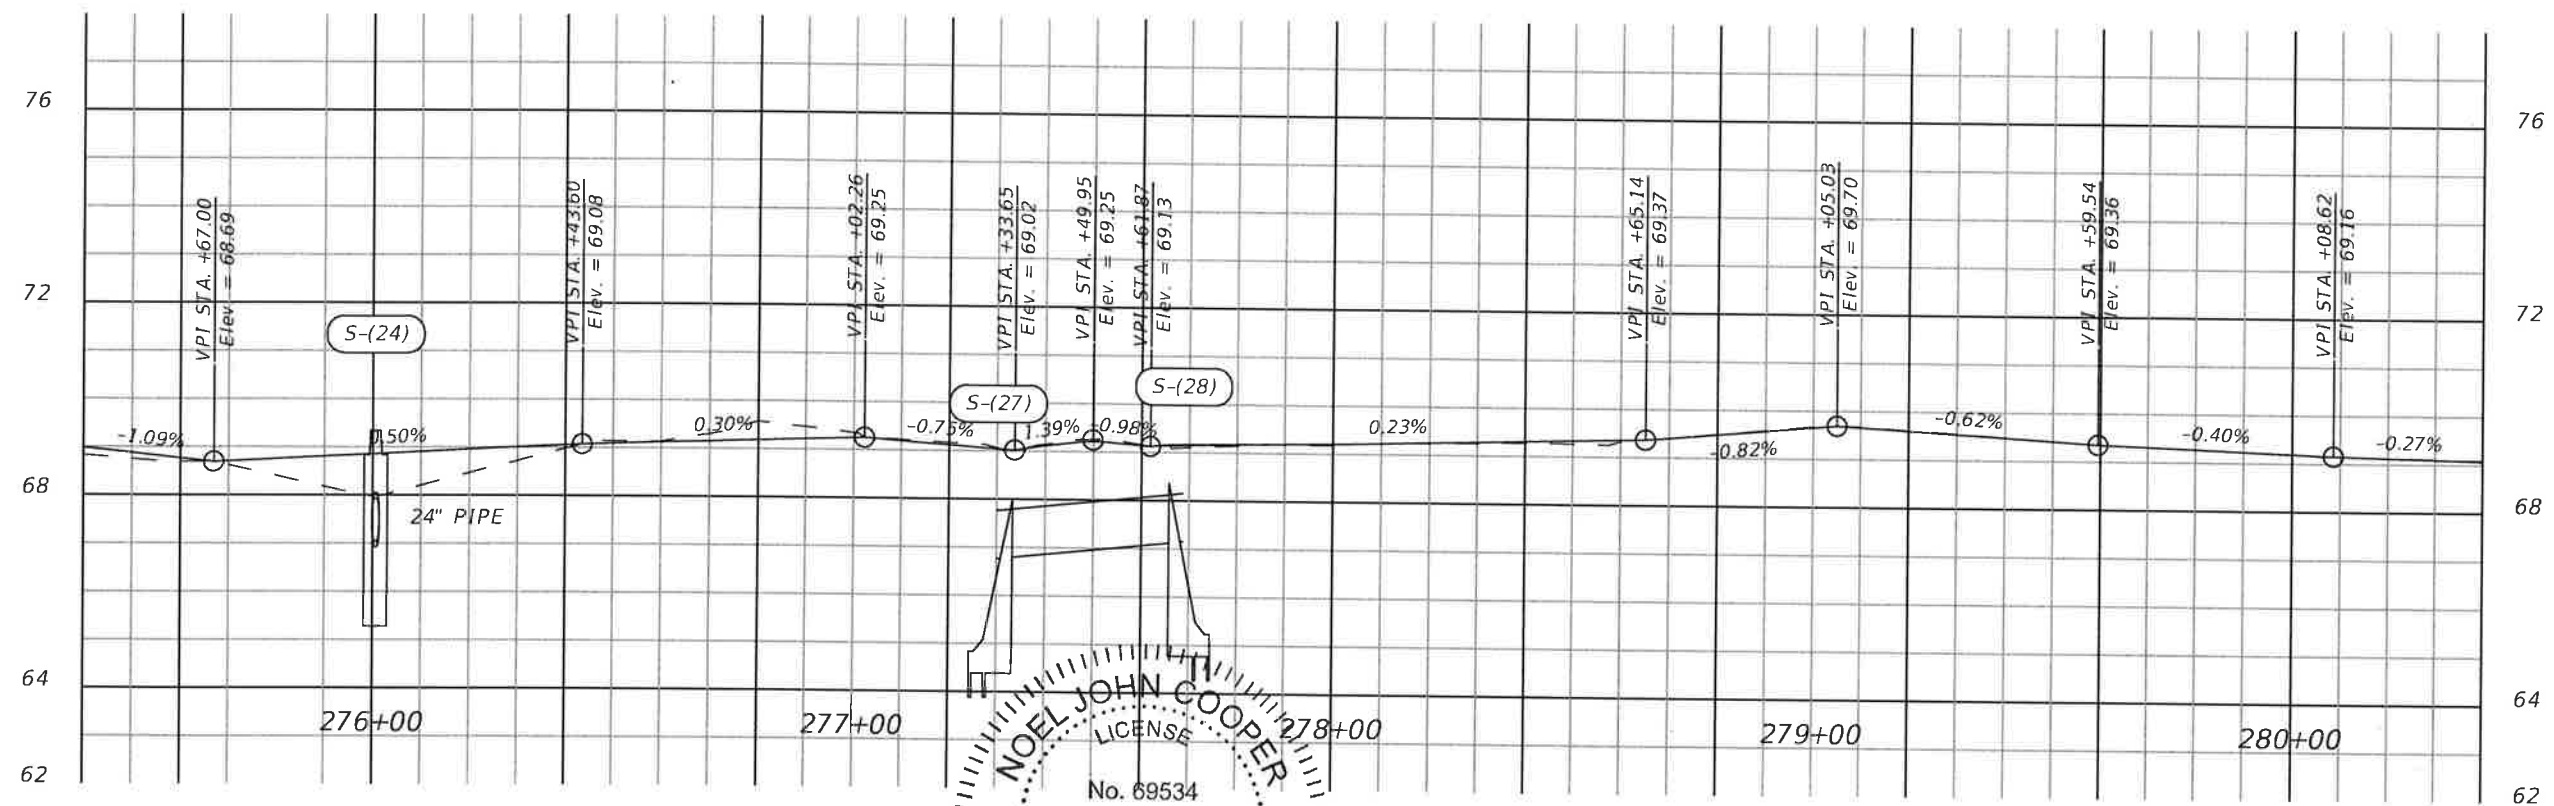 76
76
VPI STA. +67.00
Elev. = 68.69
VPI STA. +43.60
Elev. = 69.08
VPI STA. +02.26
Elev. = 69.25
VPI STA. +33.65
Elev. = 69.02
VPI STA. +49.95
Elev. = 69.25
VPI STA. +61.87
Elev. = 69.13
VPI STA. +65.14
Elev. = 69.37
VPI STA. +05.03
Elev. = 69.70
VPI STA. +59.54
Elev. = 69.36
VPI STA. +08.62
Elev. = 69.16
72
72
S-(24)
S-(27)
S-(28)
-1.09%
0.50%
0.30%
-0.75%
1.39%
-0.98%
0.23%
-0.82%
-0.62%
-0.40%
-0.27%
68
68
24" PIPE
64
64
276+00
277+00
278+00
279+00
280+00
NOEL JOHN COOPER
LICENSE
No. 69534
62
62